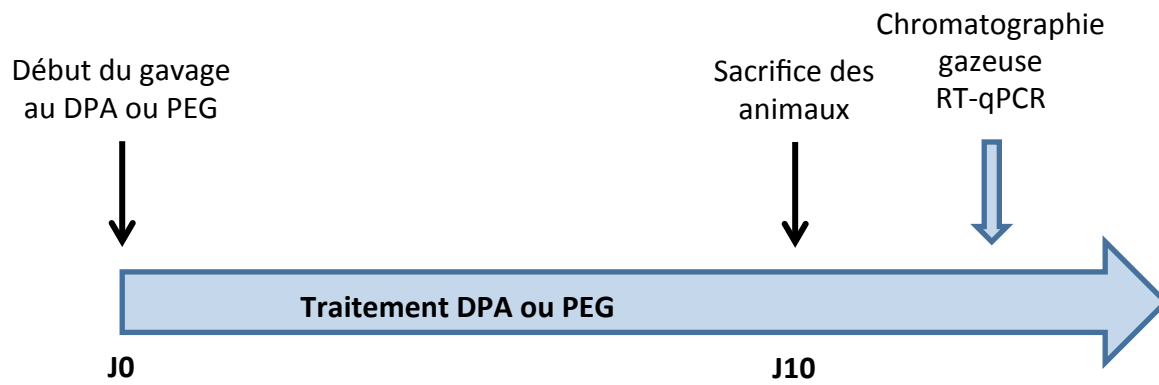 Début du gavage
au DPA ou PEG
Sacrifice des
animaux
Chromatographie
gazeuse
RT-qPCR
Traitement DPA ou PEG
J0
J10